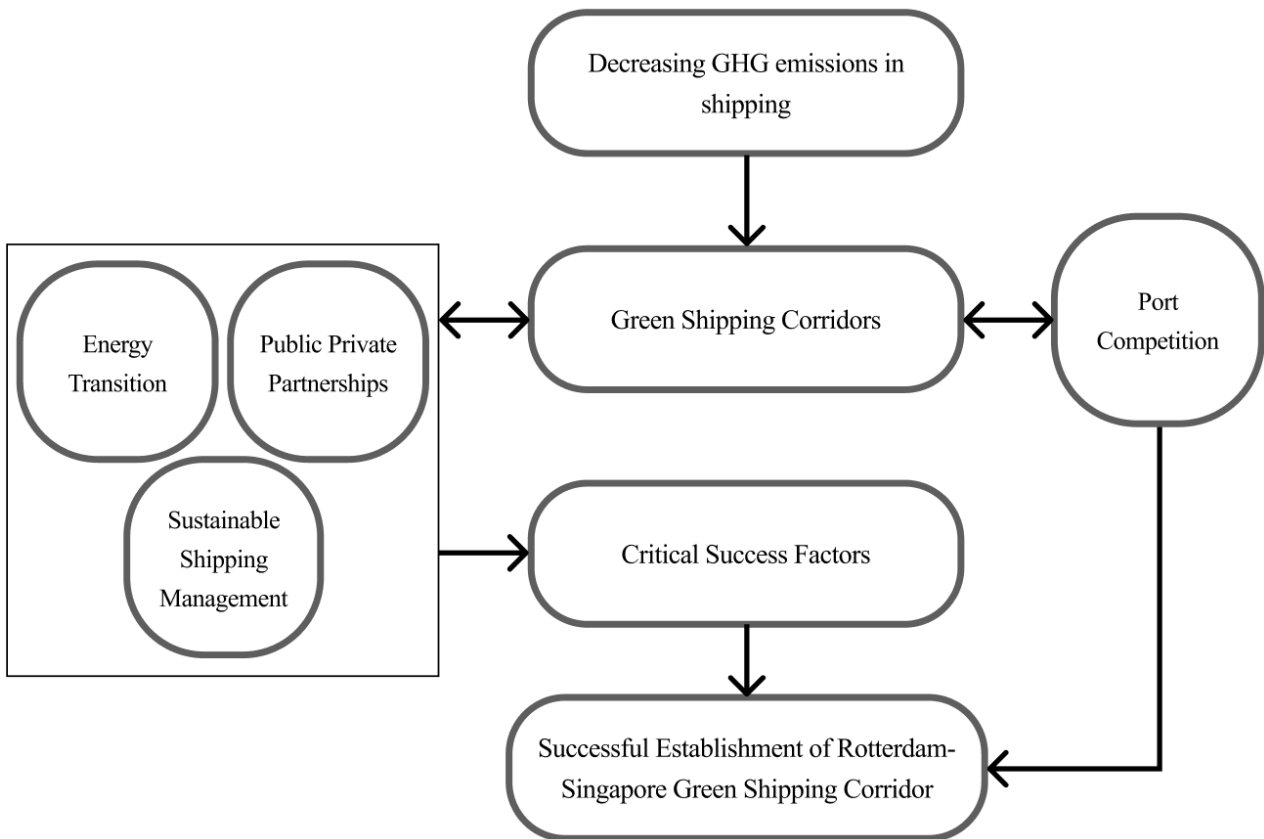 Decreasing GHG emissions in
shipping
Green Shipping Corridors
Port
Competition
Energy
Transition
Public Private
Partnerships
Sustainable
Shipping
Management
Critical Success Factors
Successful Establishment of Rotterdam-
Singapore Green Shipping Corridor